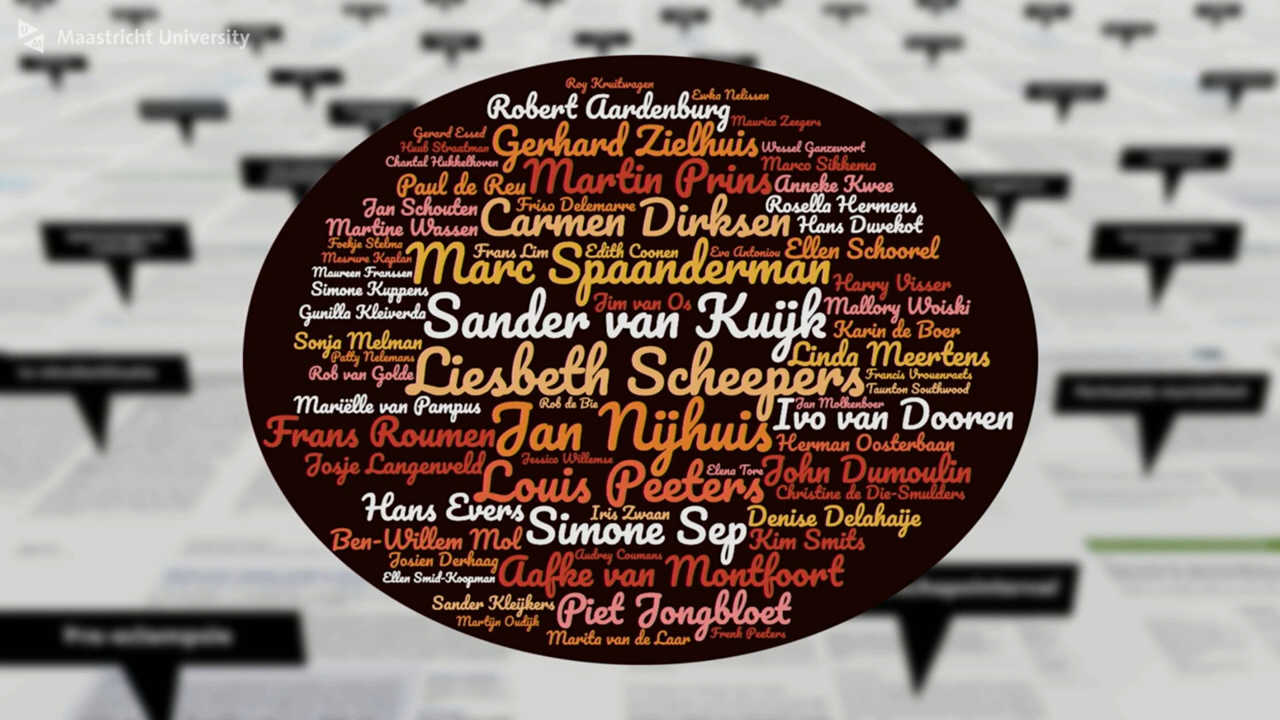 Maastricht University
Roy Kruitwagen
Ewka Nelissen
Robert Aardenburg
Maurice Zeegers
Gerard Essed
Gerhard Zielhuis
Huub Straatman
Wessel Ganzevoort
Chantal Hukkelhoven
Martin Prins
Marco Sikkema
Paul de Reu
Anneke Kwee
Jan Schouten
Friso Delemarre
Rosella Hermens
Martine Wassen
Carmen Dirksen
Hans Duvekot
Foekje Stelma
Frans Lim
Edith Coonen
Eva Antoniou
Ellen Schoorel
Mesrure Kaplan
Marc Spaanderman
Maureen Franssen
Harry Visser
Simone Kuppens
Jim van Os
Mallory Woiski
Gunilla Kleiverda
Sander van Kuijk
Karin de Boer
Sonja Melman
Linda Meertens
Patty Nelemans
Rob van Golde
Liesbeth Scheepers
Francis Vrouenraets
Taunton Southwood
Mariëlle van Pampus
Rob de Bie
Jan Molkenboer
Ivo van Dooren
Frans Roumen
Jan Nijhuis
Herman Oosterbaan
Josje Langenveld
Jessica Willemse
Elena Tore
John Dumoulin
Louis Peeters
Christine de Die-Smulders
Hans Evers
Iris Zwaan
Denise Delahaije
Simone Sep
Ben-Willem Mol
Kim Smits
Josien Derhaag
Audrey Coumans
Ellen Smid-Koopman
Aafke van Montfoort
Sander Kleijkers
Piet Jongbloet
Martijn Oudijk
Marita van de Laar
Frenk Peeters